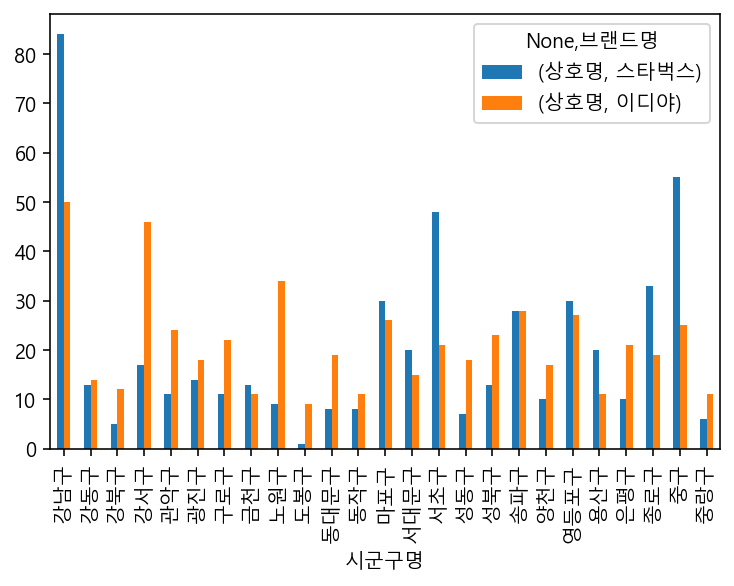 None,브랜드명
(상호명, 스타벅스)
(상호명, 이디야)
80
70
60
50
40
30
20
10
0
강남구
강동구
강북구
강서구
관악구
광진구
구로구
금천구
노원구
도봉구
동대문구
동작구
마포구
서대문구
서초구
성동구
성북구
송파구
양천구
영등포구
용산구
은평구
종로구
중구
중랑구
시군구명